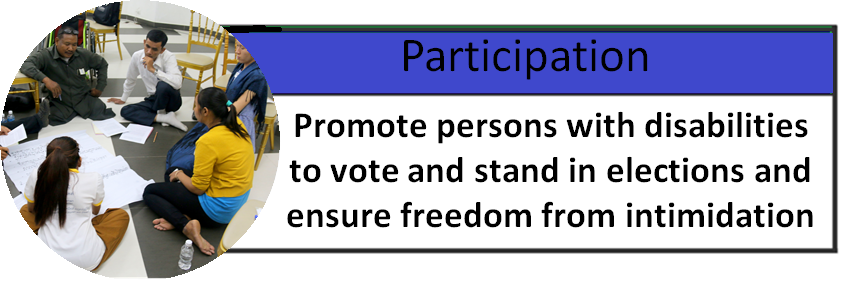 Participation
Promote persons with disabilities
to vote and stand in elections and
ensure freedom from intimidation